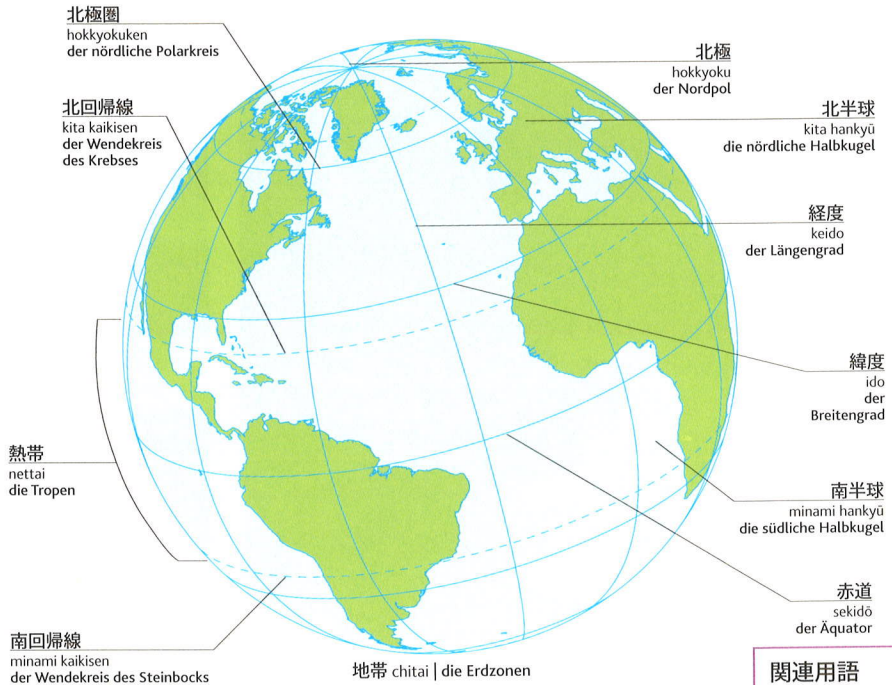 北極圏
hokkyokuken
der nördliche Polarkreis
北極
hokkyoku
der Nordpol
北回帰線
kita kaikisen
der Wendekreis
des Krebses
北半球
kita hankyū
die nördliche Halbkugel
経度
keido
der Längengrad
緯度
ido
der
Breitengrad
熱帯
nettai
die Tropen
南半球
minami hankyū
die südliche Halbkugel
赤道
sekidō
der Äquator
南回帰線
minami kaikisen
der Wendekreis des Steinbocks
地帯 chitai | die Erdzonen
関連用語